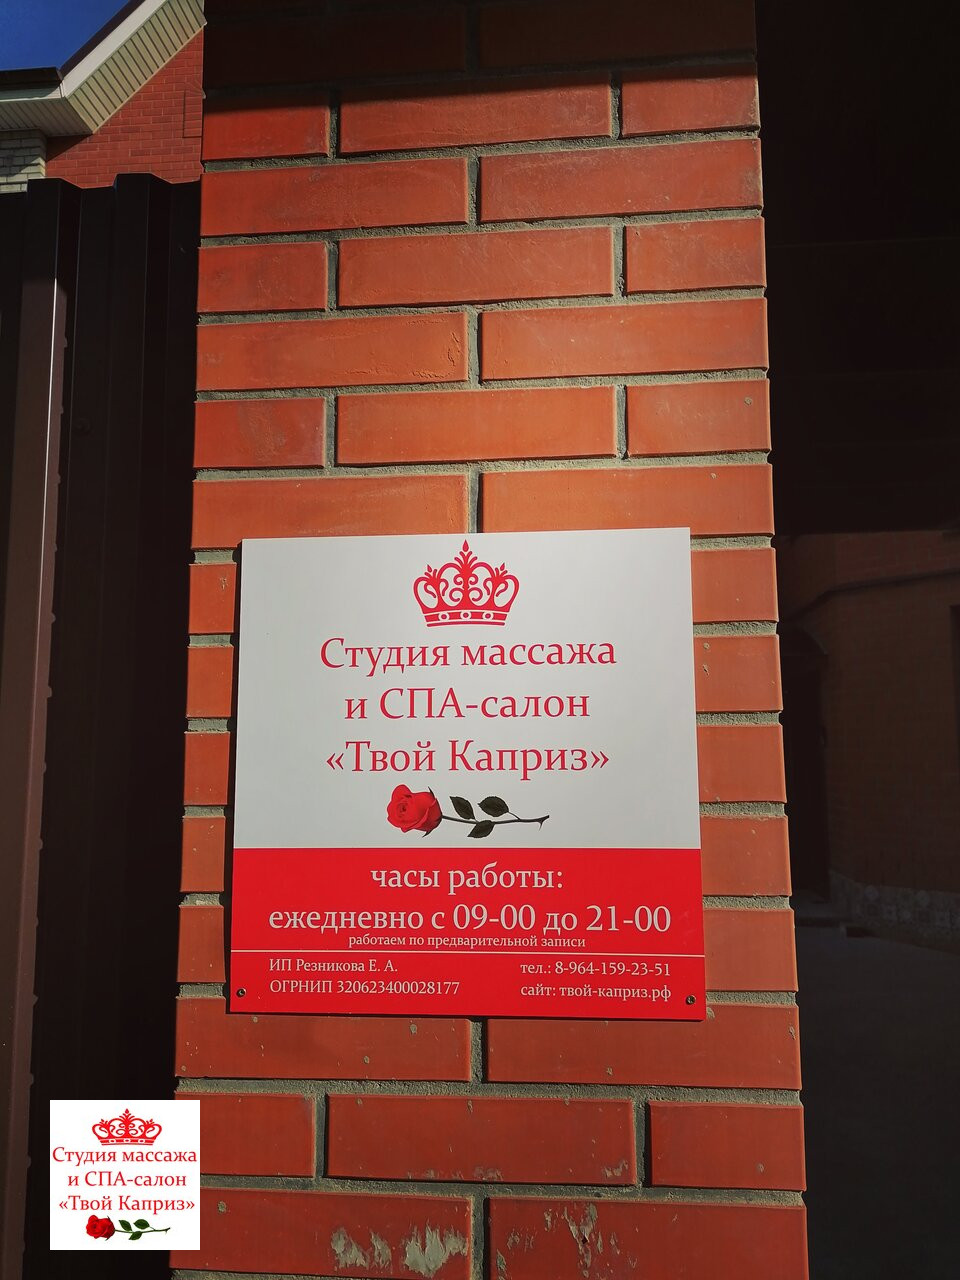 Студия массажа
и СПА-салон
«Твой Каприз»
часы работы:
ежедневно с 09-00 до 21-00
работаем по предварительной записи
ИП Резникова Е. А.
ОГРНИП 320623400028177
тел.: 8-964-159-23-51
сайт: твой-каприз.рф
Студия массажа
и СПА-салон
«Твой Каприз»